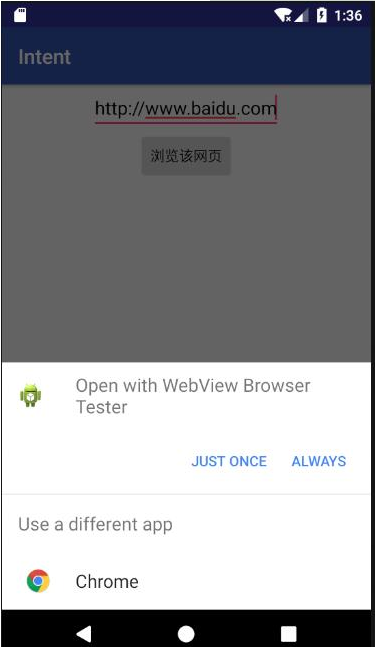 1:36
Intent
http://www.baidu.com
浏览该网页
Open with WebView Browser
Tester
JUST ONCE ALWAYS
Use a different app
Chrome